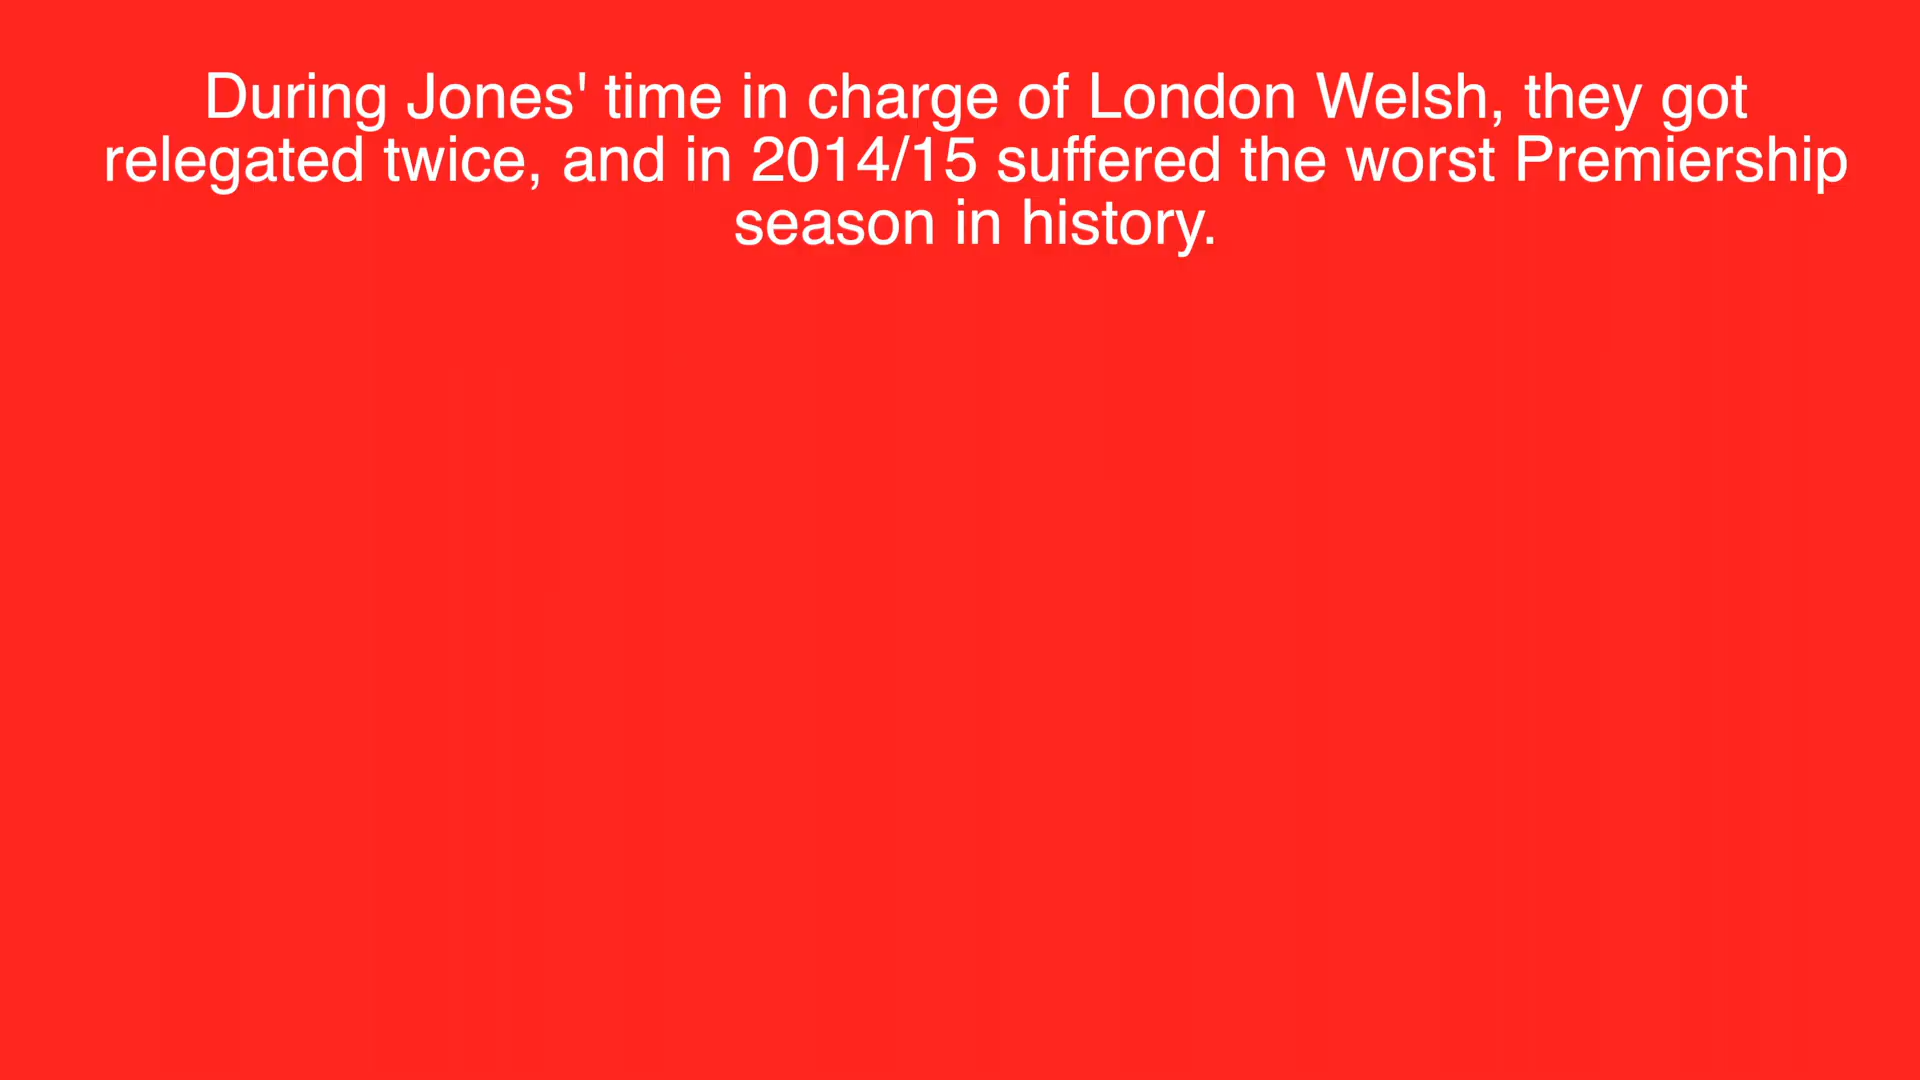 During Jones' time in charge of London Welsh, they got
relegated twice, and in 2014/15 suffered the worst Premiership
season in history.